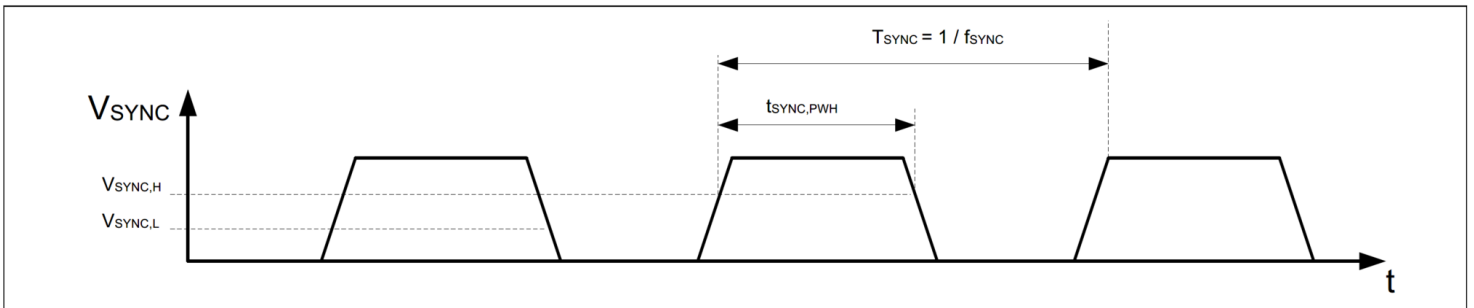 TSYNC = 1 / fSYNC
VSYNC
tSYNC,PWH
VSYNC,H
VSYNC,L
t